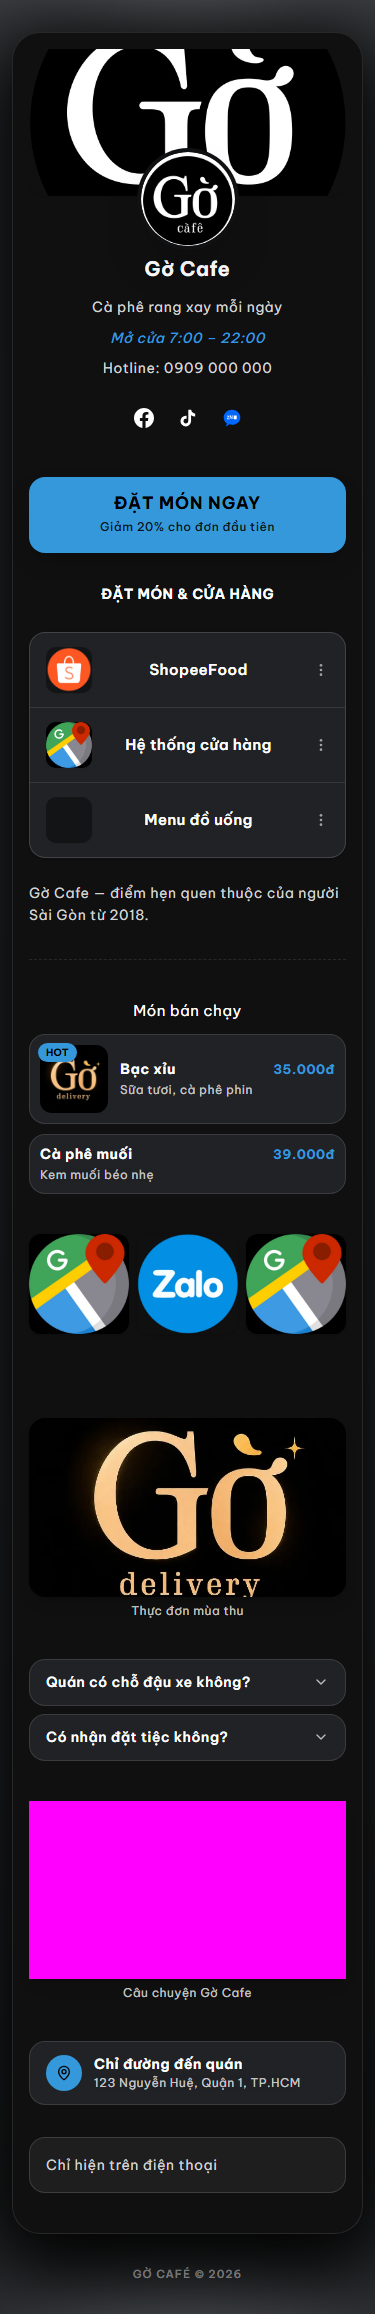 Gờ
Gờ
càfê
Gờ Cafe
Cà phê rang xay mỗi ngày
Mở cửa 7:00 – 22:00
Hotline: 0909 000 000
Zalo
ĐẶT MÓN NGAY
Giảm 20% cho đơn đầu tiên
ĐẶT MÓN & CỬA HÀNG
S
ShopeeFood
G
Hệ thống cửa hàng
Menu đồ uống
Gờ Cafe — điểm hẹn quen thuộc của người
Sài Gòn từ 2018.
Món bán chạy
HOT
Gờ
delivery
Bạc xỉu
35.000đ
Sữa tươi, cà phê phin
Cà phê muối
39.000đ
Kem muối béo nhẹ
G
Zalo
G
Gờ
delivery
Thực đơn mùa thu
Quán có chỗ đậu xe không?
Có nhận đặt tiệc không?
Câu chuyện Gờ Cafe
Chỉ đường đến quán
123 Nguyễn Huệ, Quận 1, TP.HCM
Chỉ hiện trên điện thoại
GỜ CAFÉ © 2026